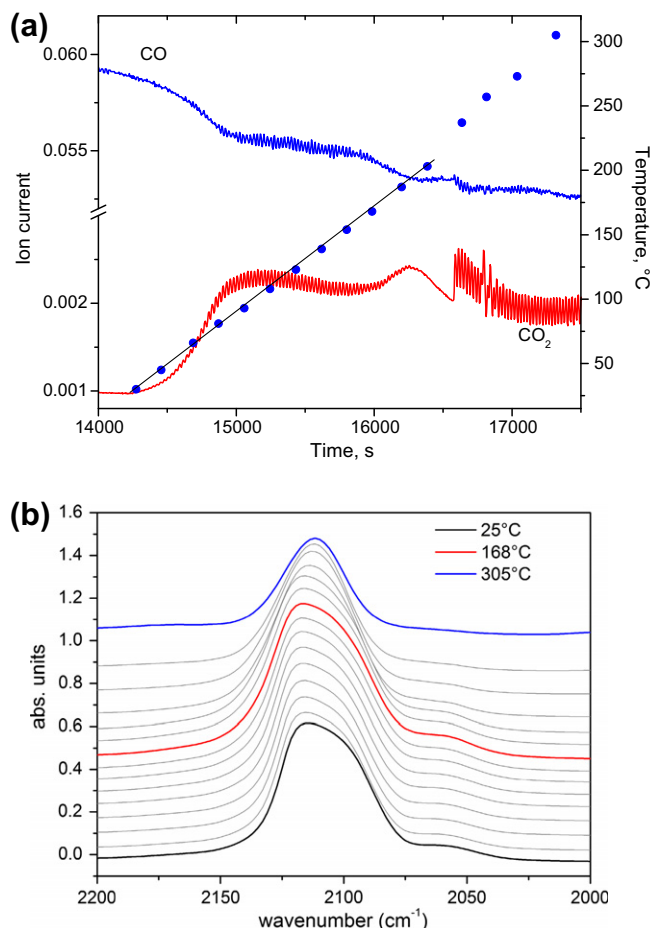 (a)
CO
0.060
0.055
0.002
0.001
Ion current
300
250
200
150
100
50
Temperature, °C
CO₂
14000 15000 16000 17000
Time, s
(b)
1.6
1.4
1.2
1.0
0.8
0.6
0.4
0.2
0.0
abs. units
25°C
168°C
305°C
2200 2150 2100 2050 2000
wavenumber (cm⁻¹)